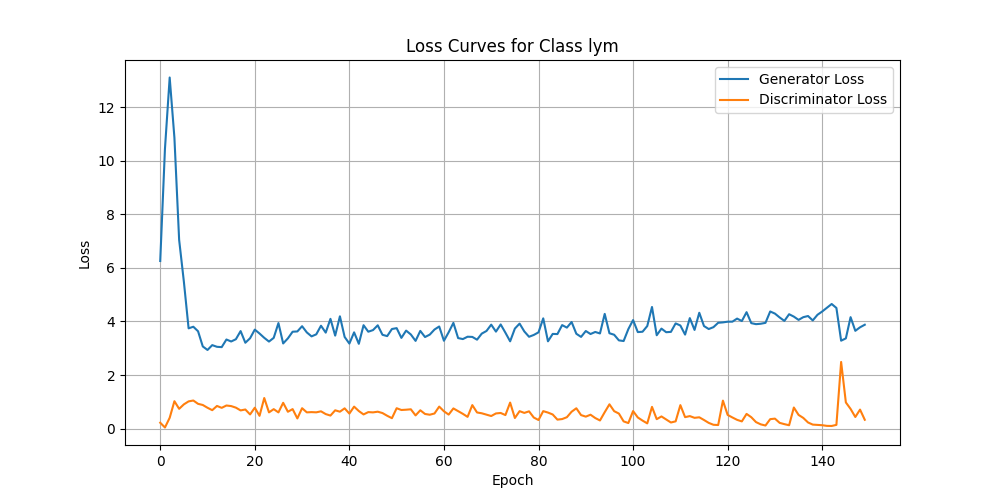 Loss Curves for Class lym
Generator Loss
Discriminator Loss
Loss
12
10
8
6
4
2
0
0 20 40 60 80 100 120 140
Epoch